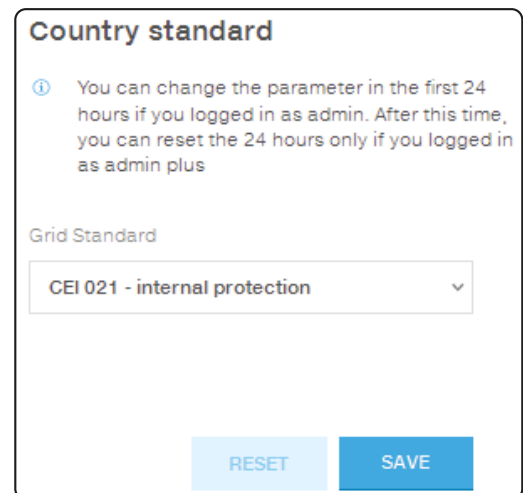 Country standard
You can change the parameter in the first 24
hours if you logged in as admin. After this time,
you can reset the 24 hours only if you logged in
as admin plus
Grid Standard
CEI 021 - internal protection
RESET
SAVE